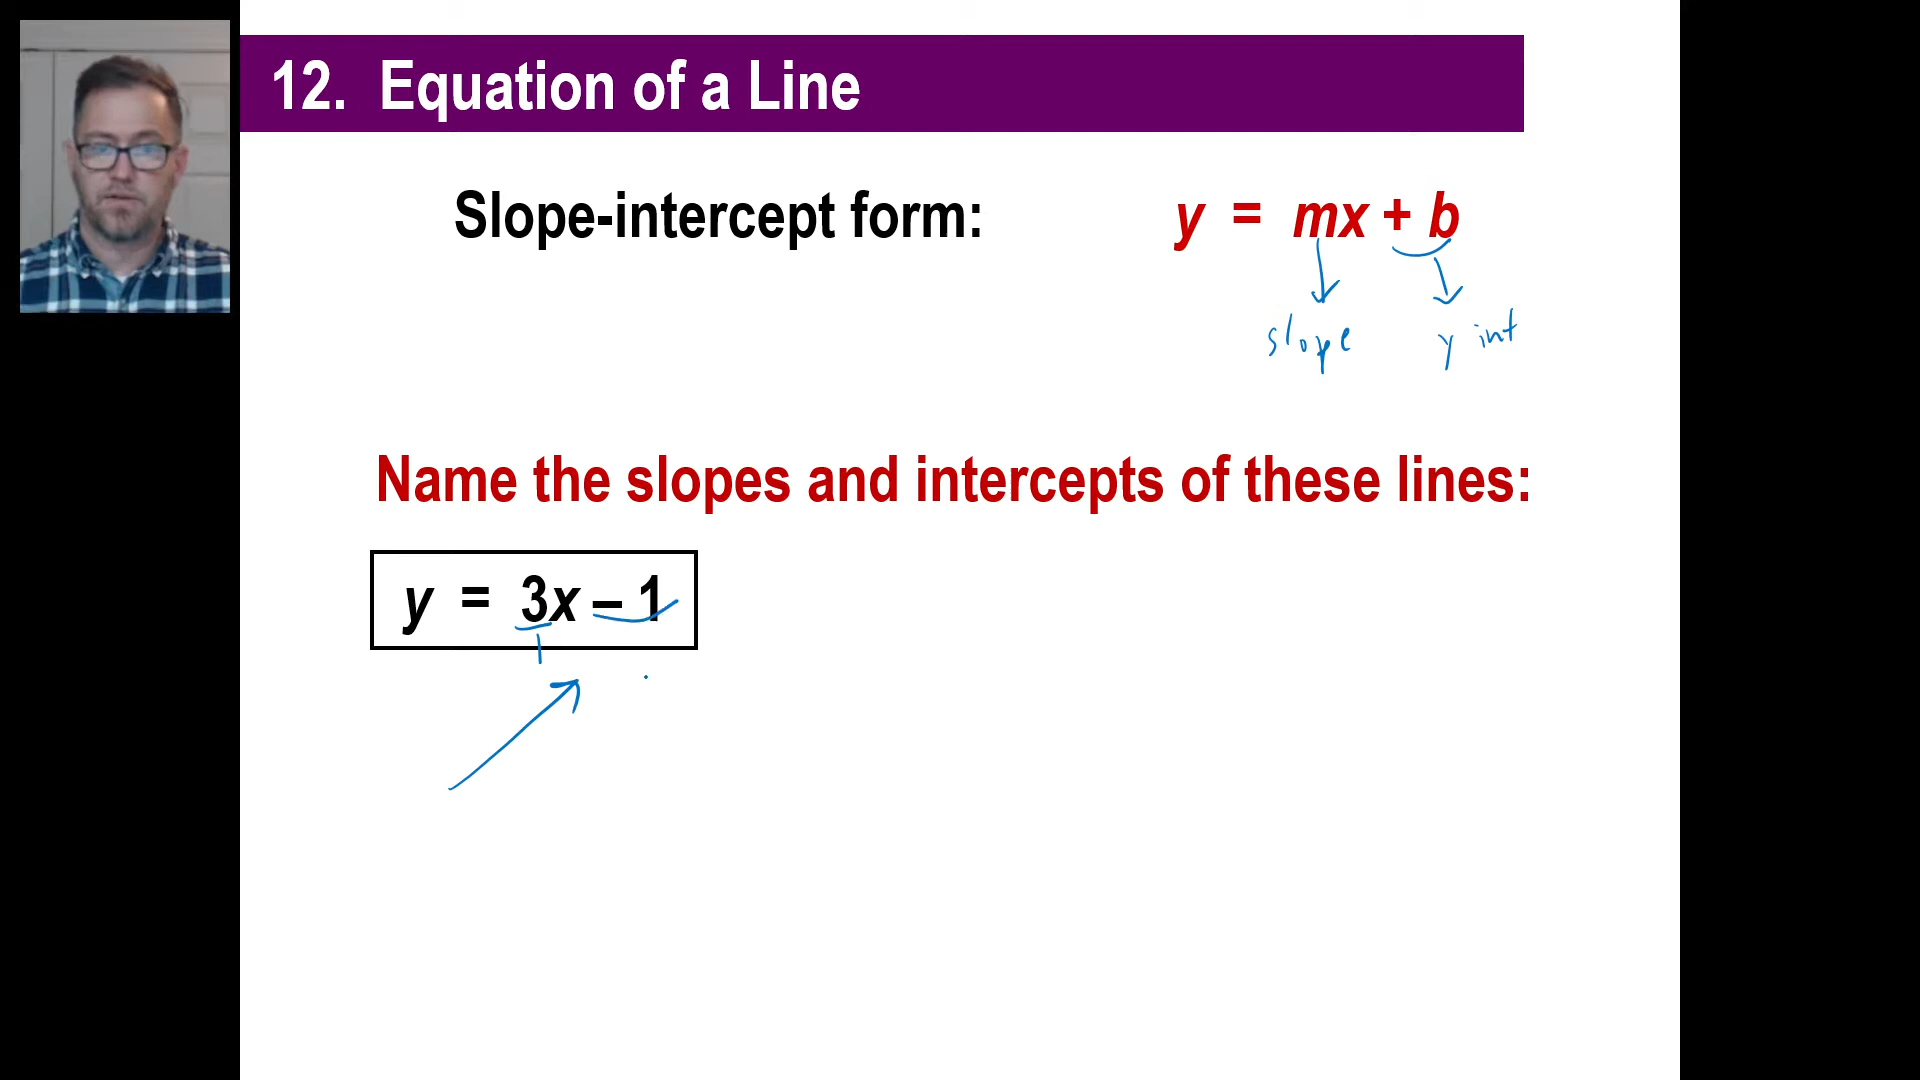 12. Equation of a Line
Slope-intercept form: y = mx + b
slope y int
Name the slopes and intercepts of these lines:
y = 3x – 1